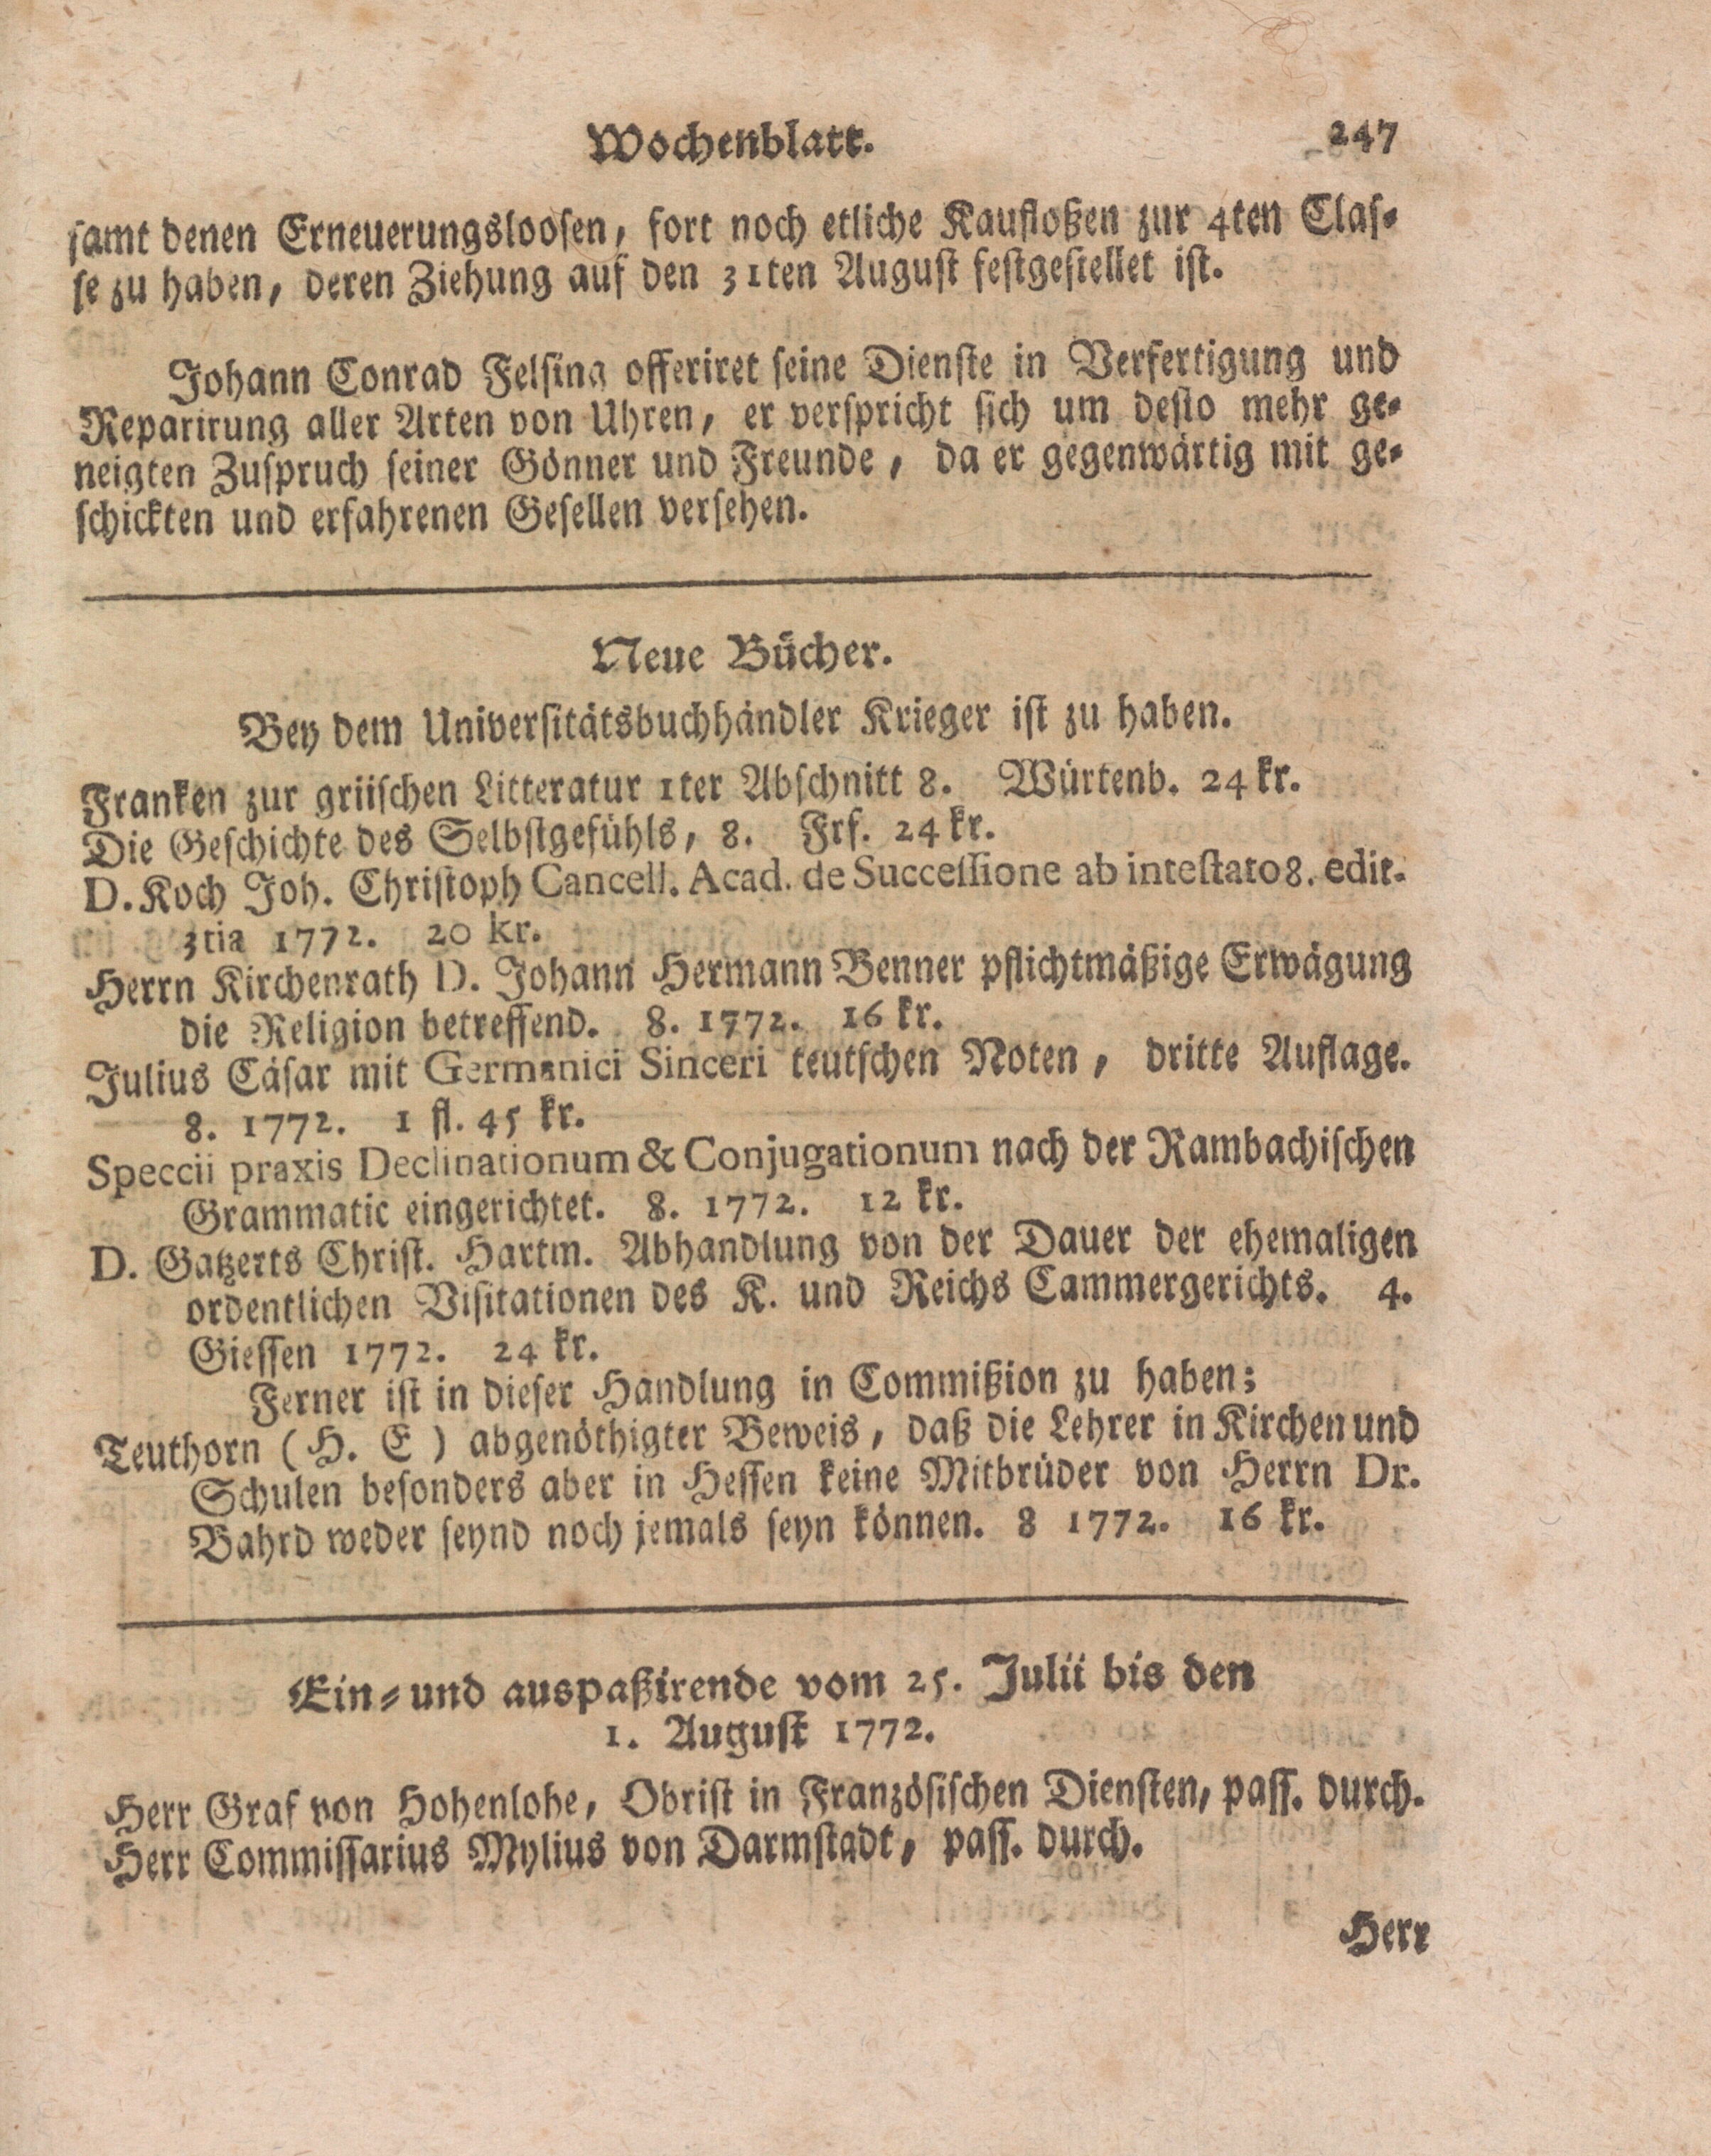 Wochenblatt. 247
samt denen Erneuerungsloosen, fort noch etliche Kaufloßen zur 4ten Clas-
se zu haben, deren Ziehung auf den 31ten August festgestellet ist.
Johann Conrad Felsing offeriret seine Dienste in Verfertigung und
Reparirung aller Arten von Uhren, er verspricht sich um desto mehr ge-
neigten Zuspruch seiner Gönner und Freunde, da er gegenwärtig mit ge-
schickten und erfahrenen Gesellen versehen.
Neue Bücher.
Bey dem Universitätsbuchhändler Krieger ist zu haben.
Franken zur griischen Litteratur 1ter Abschnitt 8. Würtenb. 24 kr.
Die Geschichte des Selbstgefühls, 8. Frf. 24 kr.
D. Koch Joh. Christoph Cancell. Acad. de Successione ab intestato 8. edit.
3tia 1772. 20 kr.
Herrn Kirchenrath D. Johann Hermann Benner pflichtmäßige Erwägung
die Religion betreffend. 8. 1772. 16 kr.
Julius Cäsar mit Germanici Sinceri teutschen Noten, dritte Auflage.
8. 1772. 1 fl. 45 kr.
Speccii praxis Declinationum & Conjugationum nach der Rambachischen
Grammatic eingerichtet. 8. 1772. 12 kr.
D. Gatzerts Christ. Hartm. Abhandlung von der Dauer der ehemaligen
ordentlichen Visitationen des K. und Reichs Cammergerichts. 4.
Giessen 1772. 24 kr.
Ferner ist in dieser Handlung in Commißion zu haben;
Teuthorn (H. E) abgenöthigter Beweis, daß die Lehrer in Kirchen und
Schulen besonders aber in Hessen keine Mitbrüder von Herrn Dr.
Bahrd weder seynd noch jemals seyn können. 8 1772. 16 kr.
Ein- und auspaßirende vom 25. Julii bis den
1. August 1772.
Herr Graf von Hohenlohe, Obrist in Französischen Diensten, pass. durch.
Herr Commissarius Mylius von Darmstadt, pass. durch.
Herr